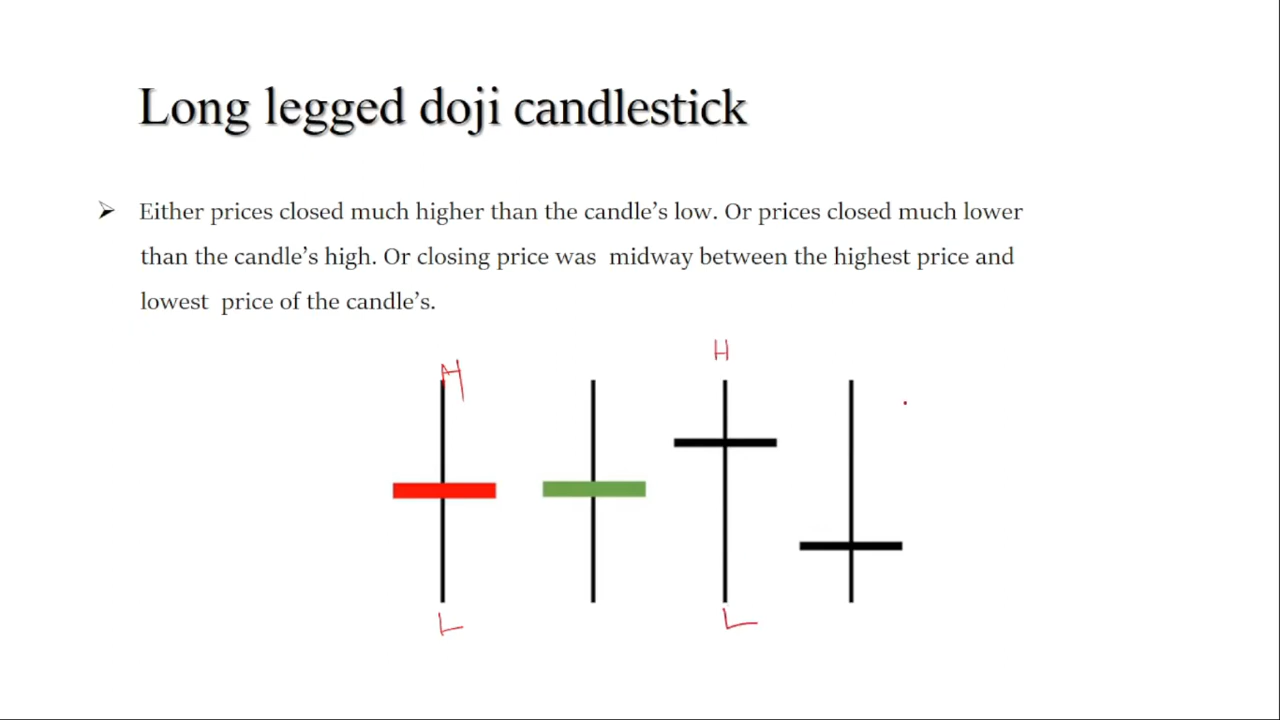 Long legged doji candlestick
Either prices closed much higher than the candle’s low. Or prices closed much lower
than the candle’s high. Or closing price was midway between the highest price and
lowest price of the candle’s.
H H
L L